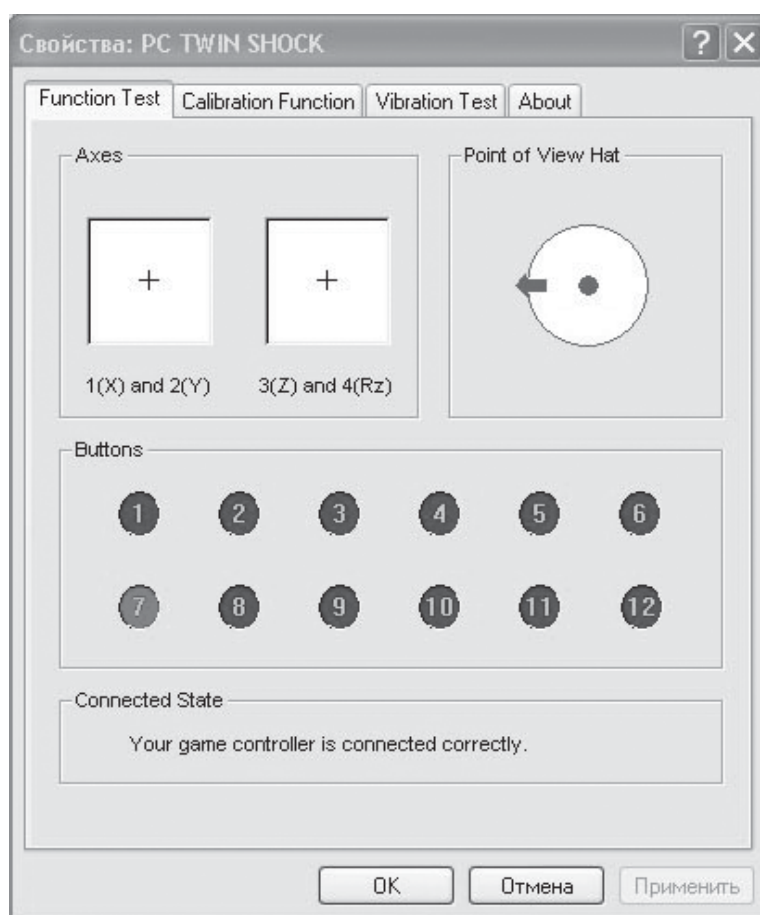 Свойства: PC TWIN SHOCK
Function Test Calibration Function Vibration Test About
Axes Point of View Hat
1(X) and 2(Y) 3(Z) and 4(Rz)
Buttons
1 2 3 4 5 6
7 8 9 10 11 12
Connected State
Your game controller is connected correctly.
OK Отмена Применить